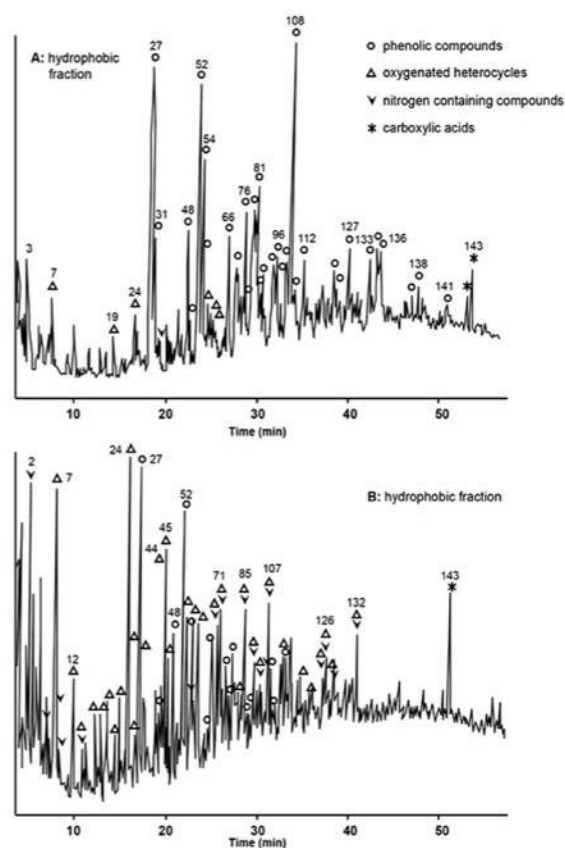 108
27
A: hydrophobic
fraction
52
phenolic compounds
oxygenated heterocycles
nitrogen containing compounds
carboxylic acids
54
81
76
31
48
66
96
112
127
133
136
3
7
138
143
24
141
19
10 20 30 40 50
Time (min)
24 27
2
7
B: hydrophobic fraction
52
45
44
71 85 107
48
132
143
126
12
10 20 30 40 50
Time (min)